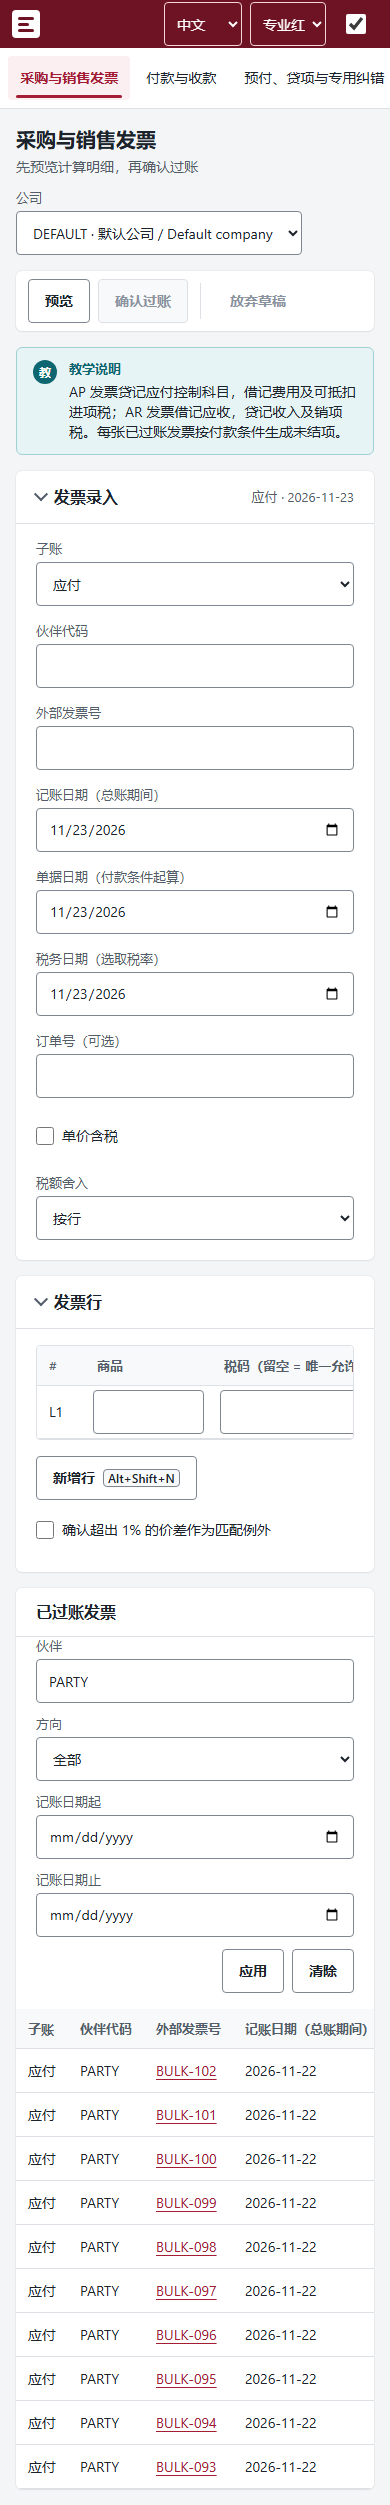 中文
专业红
采购与销售发票
付款与收款
预付、贷项与专用纠错
采购与销售发票
先预览计算明细，再确认过账
公司
DEFAULT · 默认公司 / Default company
预览
确认过账
放弃草稿
教
教学说明
AP 发票贷记应付控制科目，借记费用及可抵扣
进项税；AR 发票借记应收，贷记收入及销项
税。每张已过账发票按付款条件生成未结项。
发票录入
应付 · 2026-11-23
子账
应付
伙伴代码
外部发票号
记账日期（总账期间）
11/23/2026
单据日期（付款条件起算）
11/23/2026
税务日期（选取税率）
11/23/2026
订单号（可选）
单价含税
税额舍入
按行
发票行
# 商品 税码（留空 = 唯一允许
L1
新增行 Alt+Shift+N
确认超出 1% 的价差作为匹配例外
已过账发票
伙伴
PARTY
方向
全部
记账日期起
mm/dd/yyyy
记账日期止
mm/dd/yyyy
应用
清除
子账 伙伴代码 外部发票号 记账日期（总账期间）
应付 PARTY BULK-102 2026-11-22
应付 PARTY BULK-101 2026-11-22
应付 PARTY BULK-100 2026-11-22
应付 PARTY BULK-099 2026-11-22
应付 PARTY BULK-098 2026-11-22
应付 PARTY BULK-097 2026-11-22
应付 PARTY BULK-096 2026-11-22
应付 PARTY BULK-095 2026-11-22
应付 PARTY BULK-094 2026-11-22
应付 PARTY BULK-093 2026-11-22